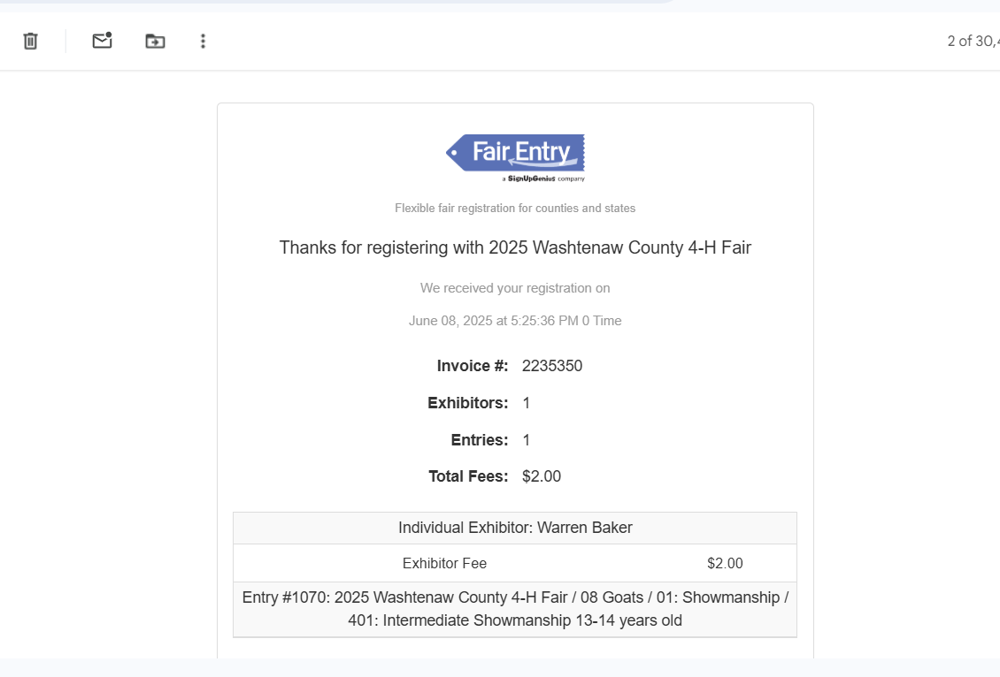 2 of 30,4
Fair Entry
a SignUpGenius company
Flexible fair registration for counties and states
Thanks for registering with 2025 Washtenaw County 4-H Fair
We received your registration on
June 08, 2025 at 5:25:36 PM 0 Time
Invoice #: 2235350
Exhibitors: 1
Entries: 1
Total Fees: $2.00
Individual Exhibitor: Warren Baker
Exhibitor Fee $2.00
Entry #1070: 2025 Washtenaw County 4-H Fair / 08 Goats / 01: Showmanship /
401: Intermediate Showmanship 13-14 years old